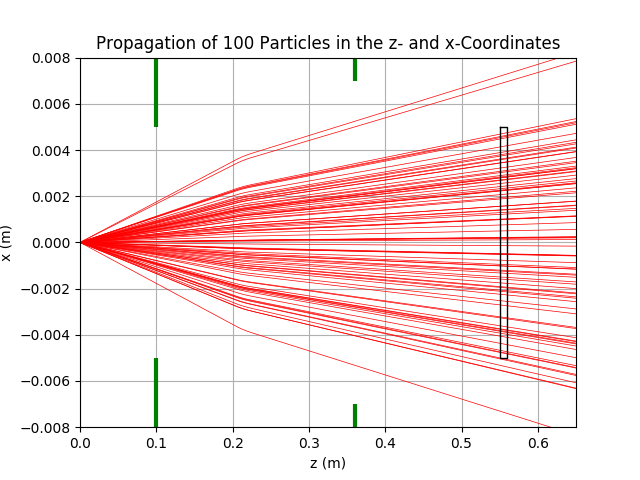 Propagation of 100 Particles in the z- and x-Coordinates
0.008
0.006
0.004
0.002
0.000
−0.002
−0.004
−0.006
−0.008
x (m)
0.0 0.1 0.2 0.3 0.4 0.5 0.6
z (m)